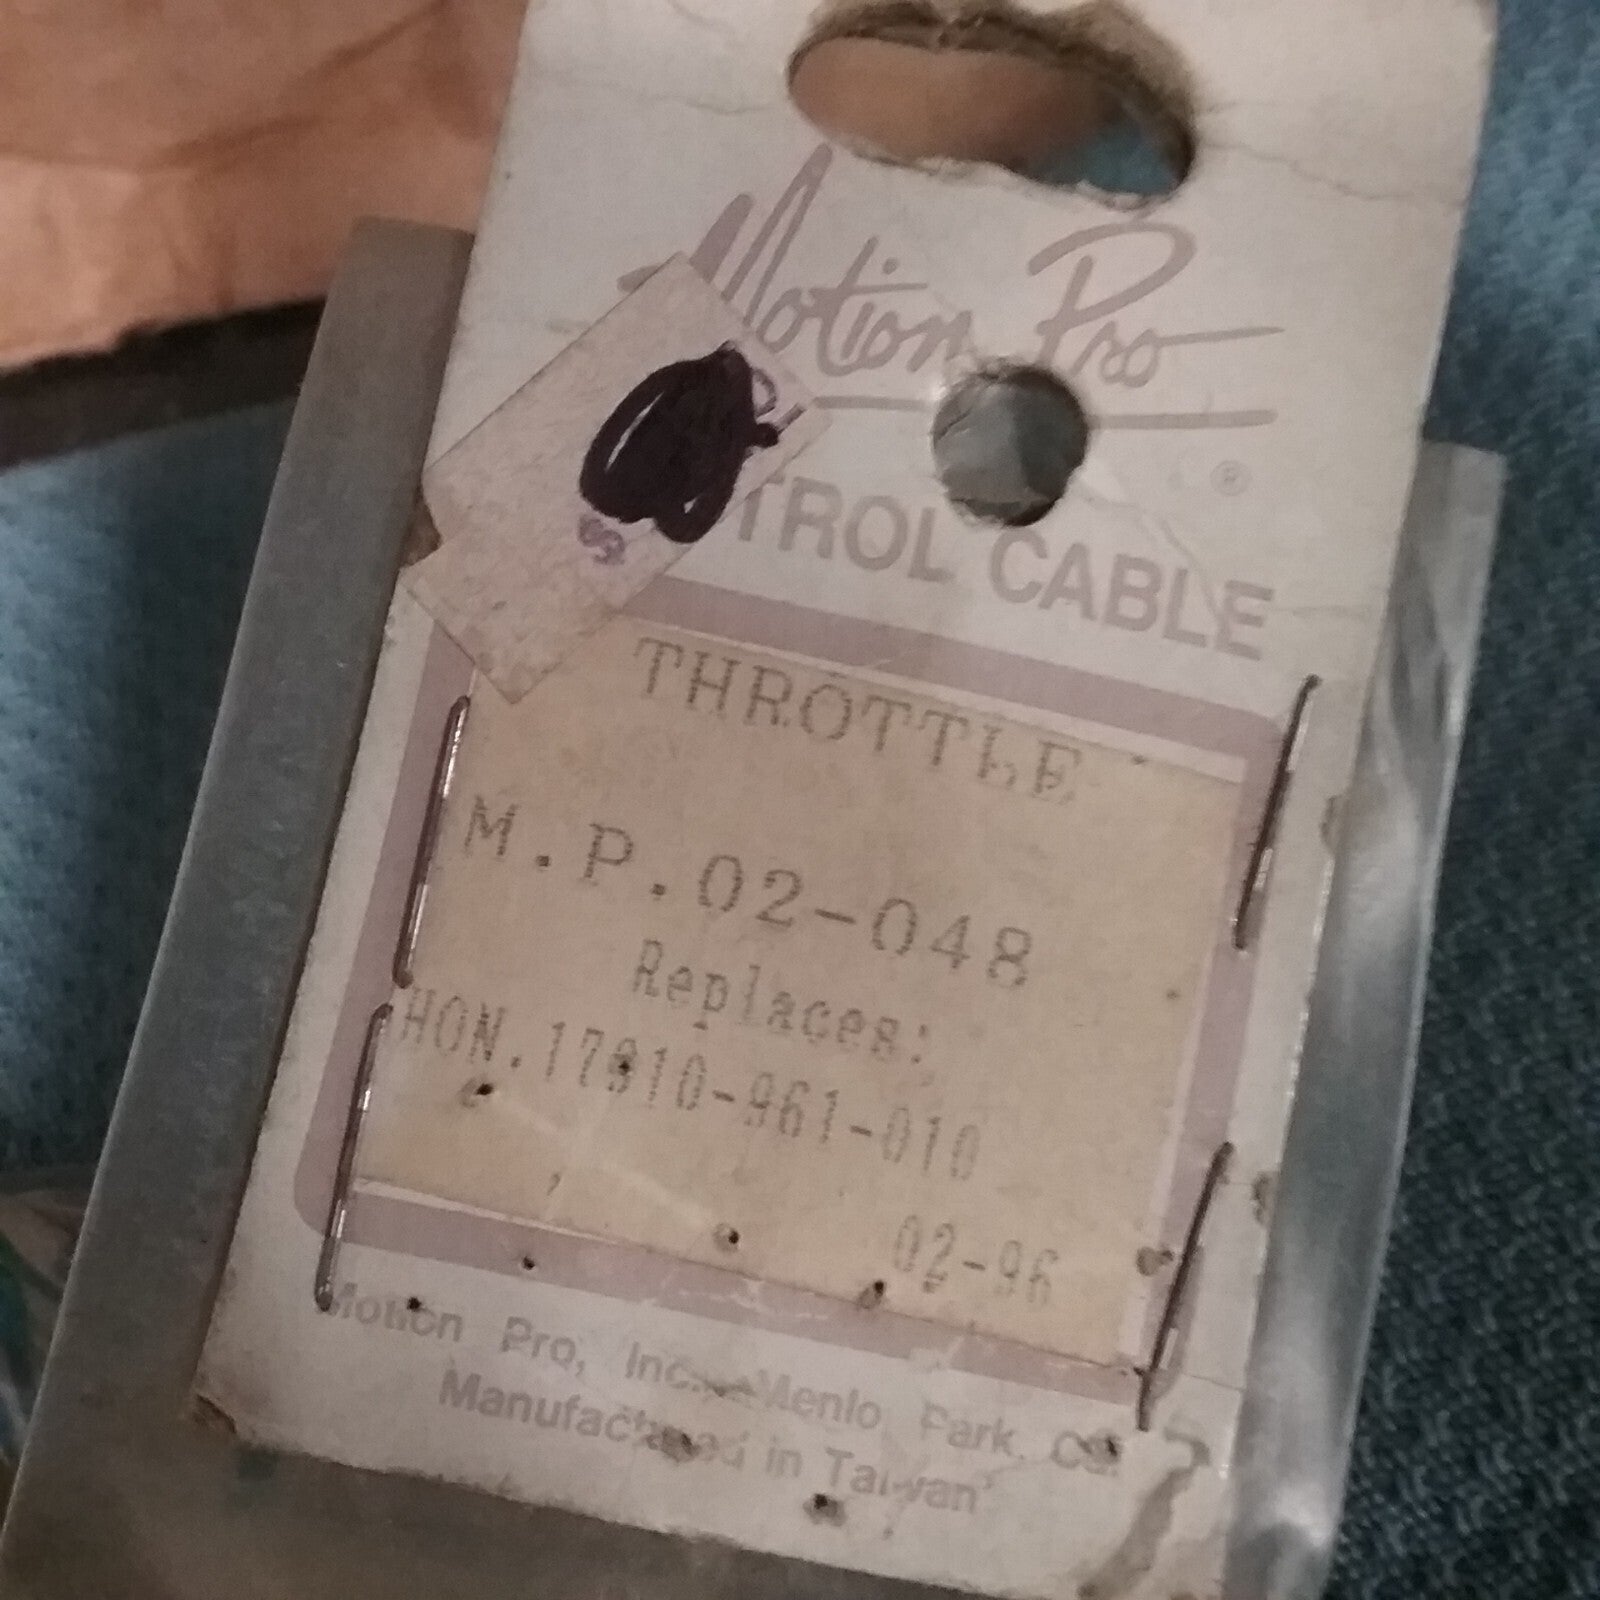 Motion Pro
®
TROL CABLE
THROTTLE
M.P.02-048
Replaces:
HON.17910-961-010
02-96
Motion Pro, Inc. Menlo Park, CA.
Manufactured in Taiwan